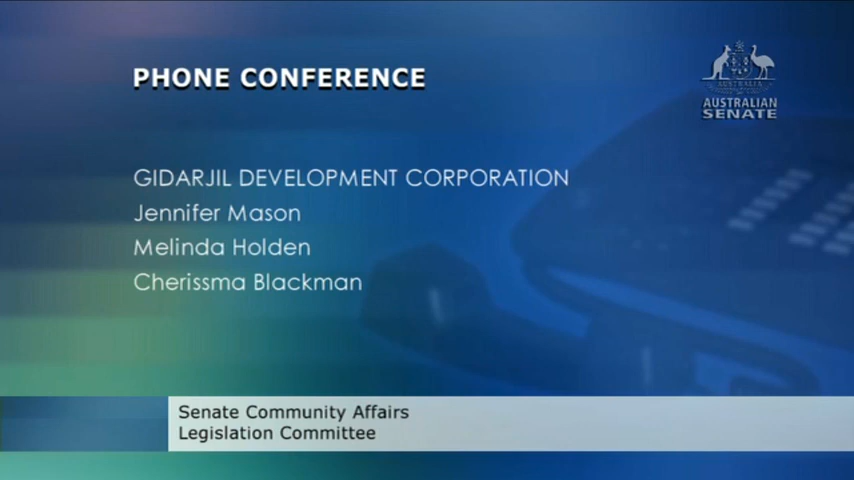 PHONE CONFERENCE
AUSTRALIA
AUSTRALIAN
SENATE
GIDARJIL DEVELOPMENT CORPORATION
Jennifer Mason
Melinda Holden
Cherissma Blackman
Senate Community Affairs
Legislation Committee